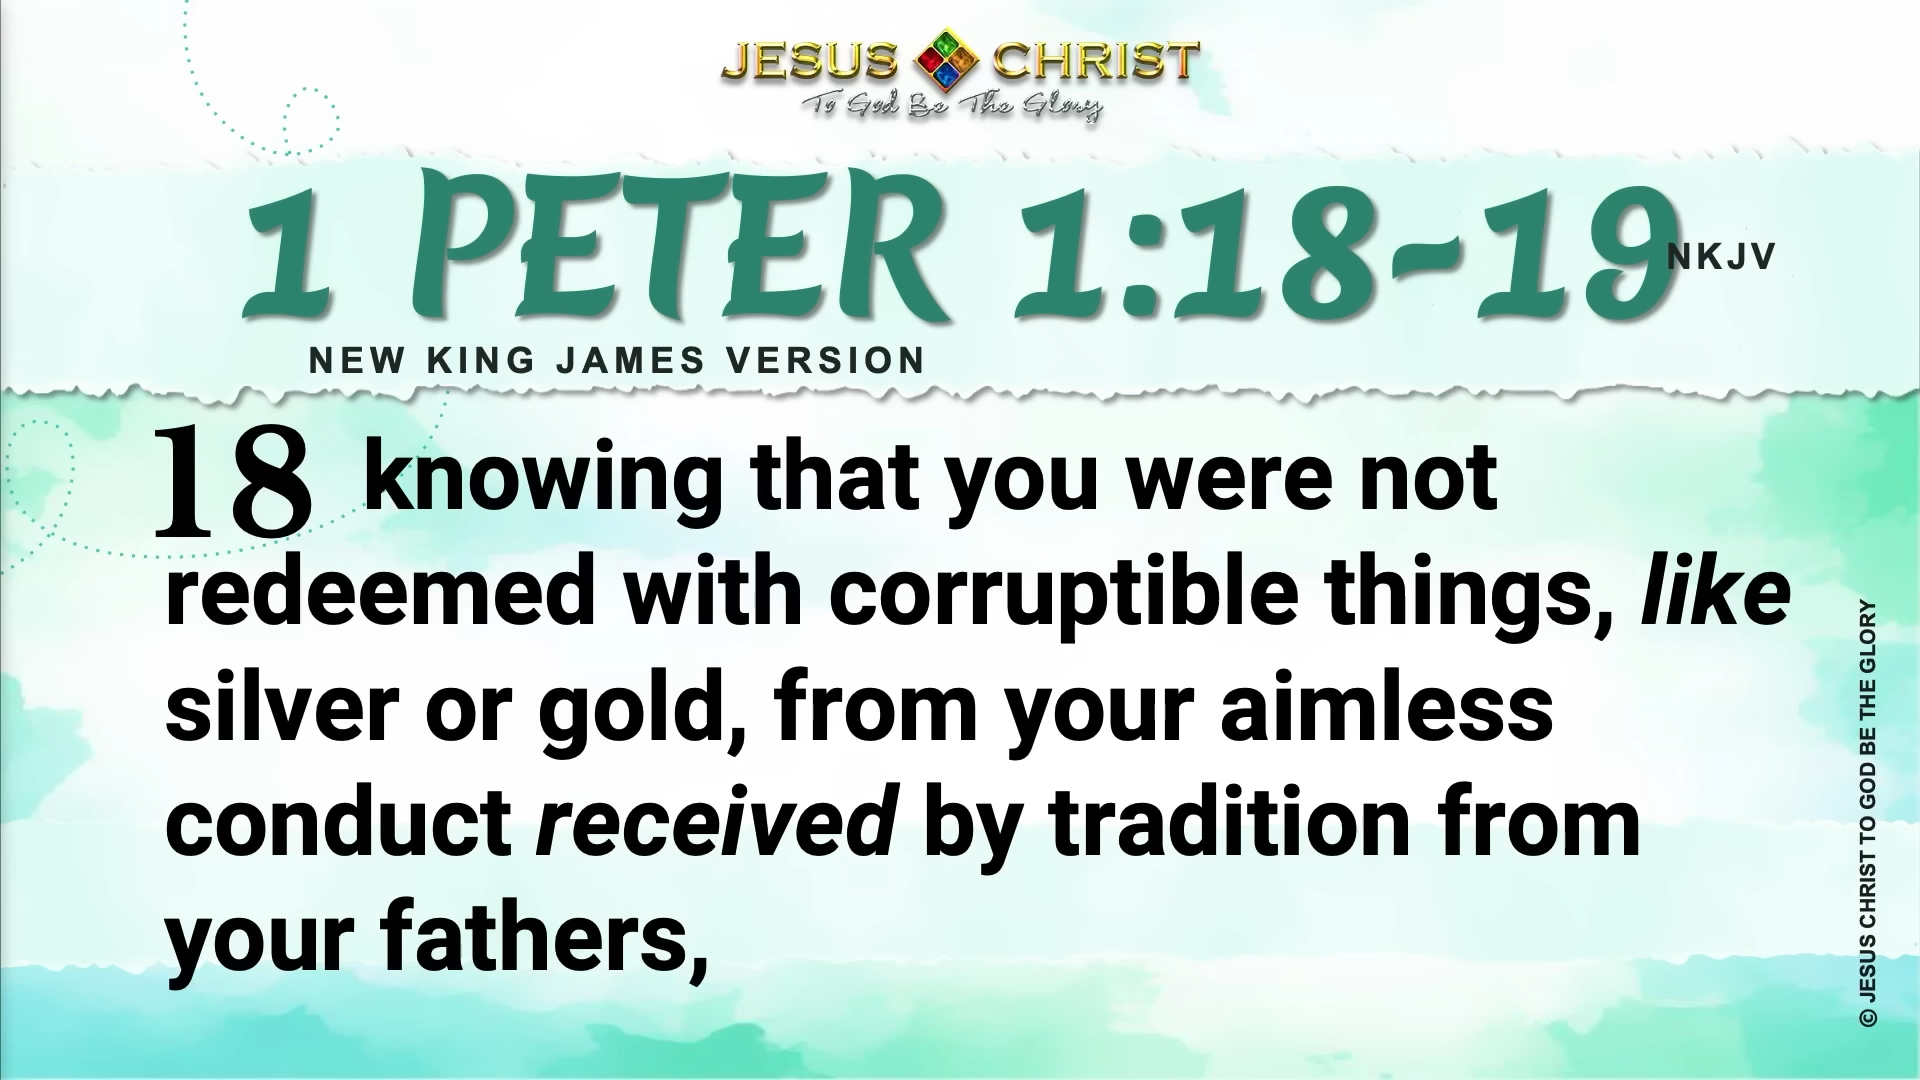 JESUS CHRIST
To God Be The Glory
1 PETER 1:18-19 NKJV
NEW KING JAMES VERSION
18 knowing that you were not
redeemed with corruptible things, like
silver or gold, from your aimless
conduct received by tradition from
your fathers,
© JESUS CHRIST TO GOD BE THE GLORY